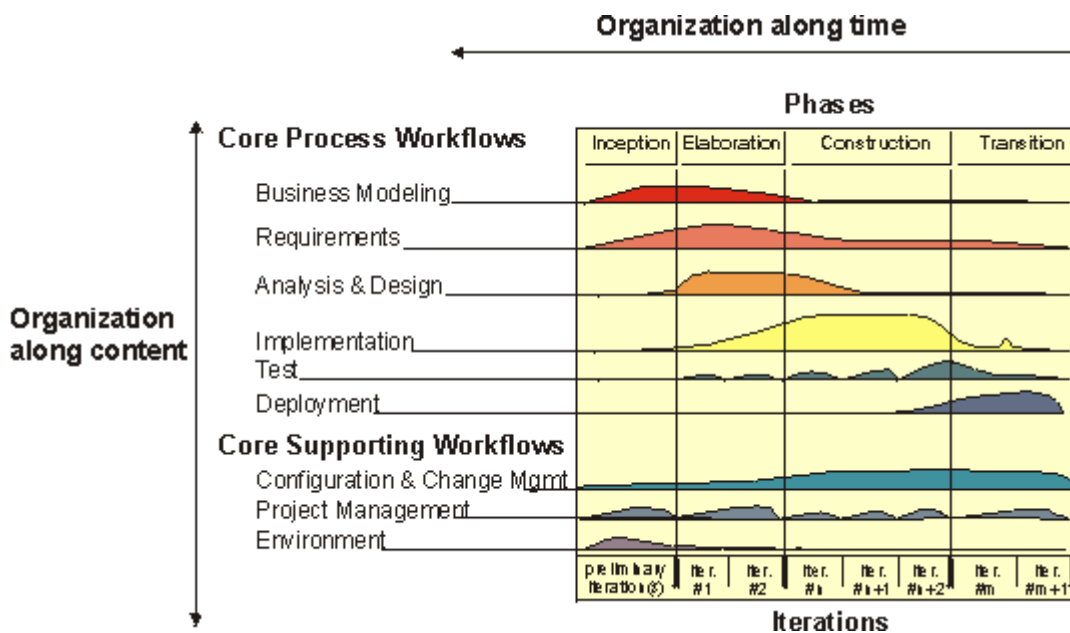 Organization along time
Phases
Core Process Workflows
Inception Elaboration Construction Transition
Business Modeling
Requirements
Analysis & Design
Organization
along content
Implementation
Test
Deployment
Core Supporting Workflows
Configuration & Change Mgmt
Project Management
Environment
preliminary iteration(s)
Iter. #1
Iter. #2
Iter. #n
Iter. #n+1
Iter. #n+2
Iter. #m
Iter. #m+1
Iterations